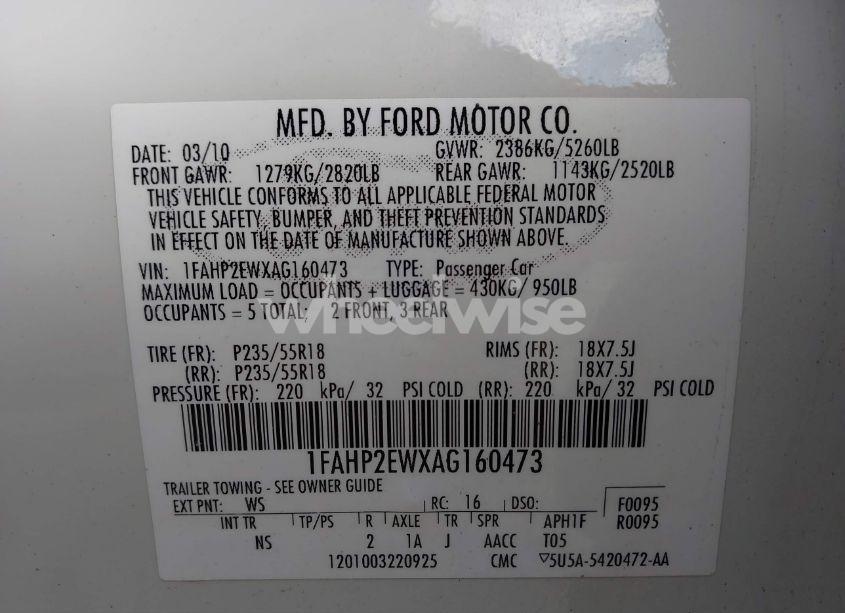 MFD. BY FORD MOTOR CO.
DATE: 03/10 GVWR: 2386KG/5260LB
FRONT GAWR: 1279KG/2820LB REAR GAWR: 1143KG/2520LB
THIS VEHICLE CONFORMS TO ALL APPLICABLE FEDERAL MOTOR
VEHICLE SAFETY, BUMPER, AND THEFT PREVENTION STANDARDS
IN EFFECT ON THE DATE OF MANUFACTURE SHOWN ABOVE.
VIN: 1FAHP2EWXAG160473 TYPE: Passenger Car
MAXIMUM LOAD = OCCUPANTS + LUGGAGE = 430KG/ 950LB
OCCUPANTS = 5 TOTAL; 2 FRONT, 3 REAR
wheelwise
TIRE (FR): P235/55R18 RIMS (FR): 18X7.5J
(RR): P235/55R18 (RR): 18X7.5J
PRESSURE (FR): 220 kPa/ 32 PSI COLD (RR): 220 kPa/ 32 PSI COLD
1FAHP2EWXAG160473
TRAILER TOWING - SEE OWNER GUIDE
EXT PNT: WS RC: 16 DSO: F0095
INT TR TP/PS R AXLE TR SPR APH1F R0095
NS 2 1A J AACC T05
1201003220925 CMC ▽5U5A-5420472-AA